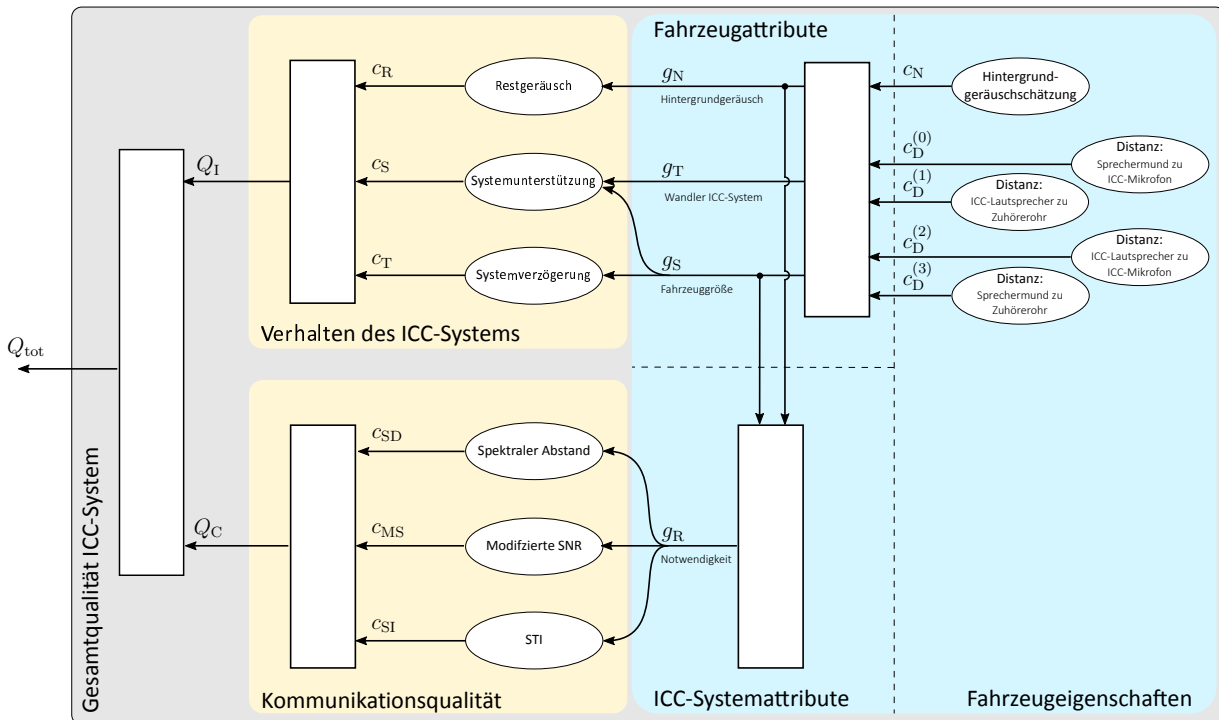 Fahrzeugattribute
c_R
Restgeräusch
g_N
Hintergrundgeräusch
c_N
Hintergrund-
geräuschschätzung
Q_I
c_S
Systemunterstützung
g_T
Wandler ICC-System
c_D^(0)
Distanz:
Sprechermund zu
ICC-Mikrofon
c_D^(1)
Distanz:
ICC-Lautsprecher zu
Zuhörerohr
c_T
Systemverzögerung
g_S
Fahrzeuggröße
c_D^(2)
Distanz:
ICC-Lautsprecher zu
ICC-Mikrofon
c_D^(3)
Distanz:
Sprechermund zu
Zuhörerohr
Verhalten des ICC-Systems
Q_tot
c_SD
Spektraler Abstand
Q_C
c_MS
Modifzierte SNR
g_R
Notwendigkeit
c_SI
STI
Gesamtqualität ICC-System
Kommunikationsqualität
ICC-Systemattribute
Fahrzeugeigenschaften